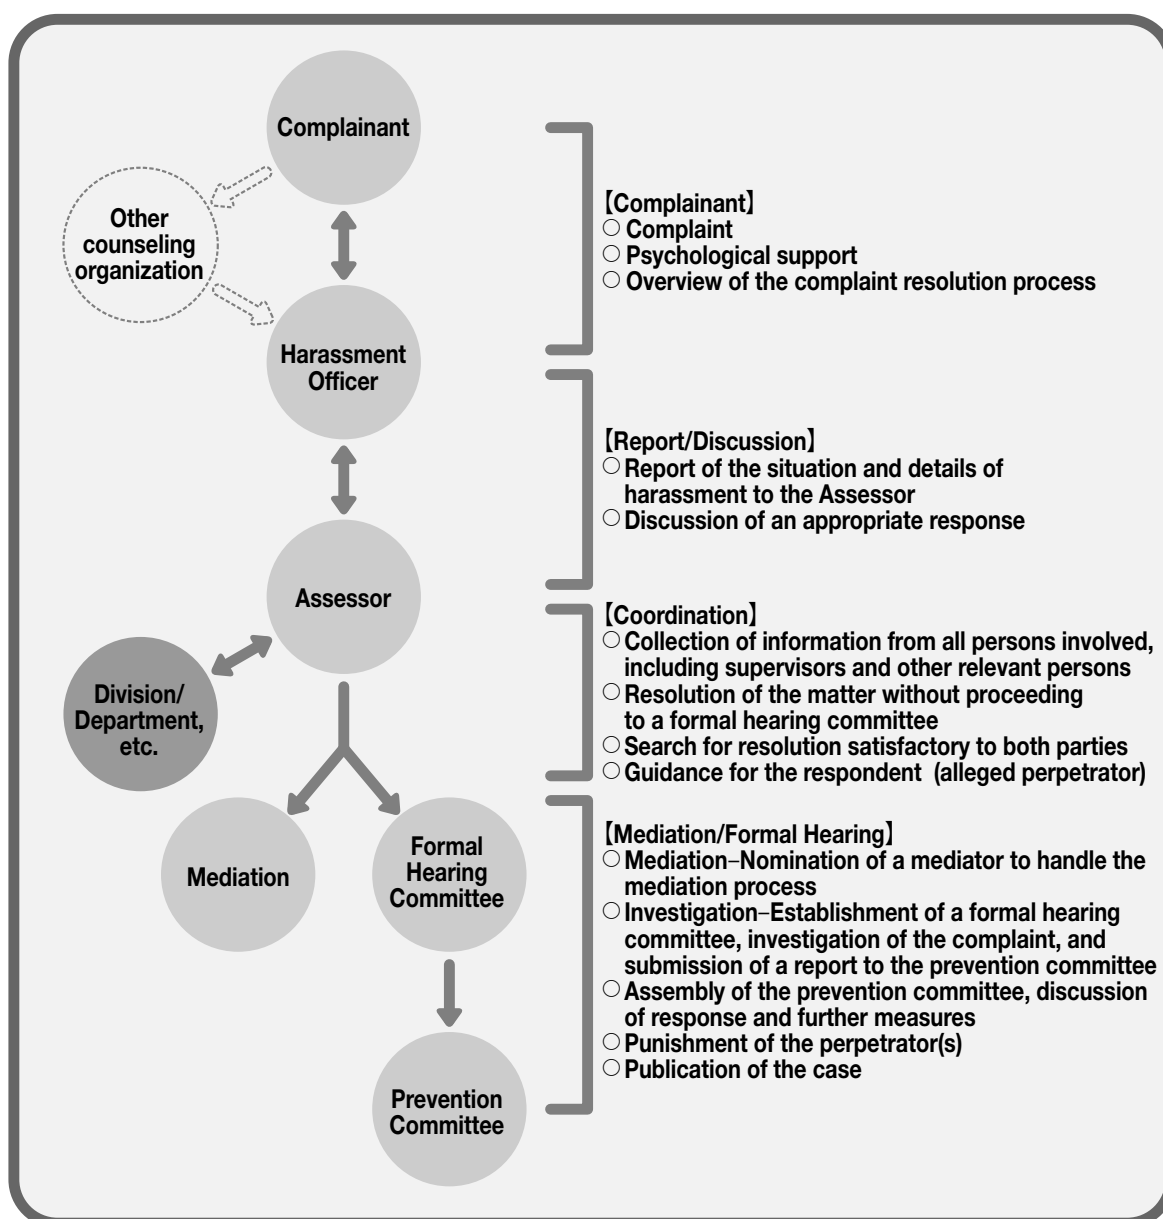 Complainant
Other
counseling
organization
Harassment
Officer
Assessor
Division/
Department,
etc.
Mediation
Formal
Hearing
Committee
Prevention
Committee
【Complainant】
○ Complaint
○ Psychological support
○ Overview of the complaint resolution process
【Report/Discussion】
○ Report of the situation and details of
harassment to the Assessor
○ Discussion of an appropriate response
【Coordination】
○ Collection of information from all persons involved,
including supervisors and other relevant persons
○ Resolution of the matter without proceeding
to a formal hearing committee
○ Search for resolution satisfactory to both parties
○ Guidance for the respondent (alleged perpetrator)
【Mediation/Formal Hearing】
○ Mediation–Nomination of a mediator to handle the
mediation process
○ Investigation–Establishment of a formal hearing
committee, investigation of the complaint, and
submission of a report to the prevention committee
○ Assembly of the prevention committee, discussion
of response and further measures
○ Punishment of the perpetrator(s)
○ Publication of the case